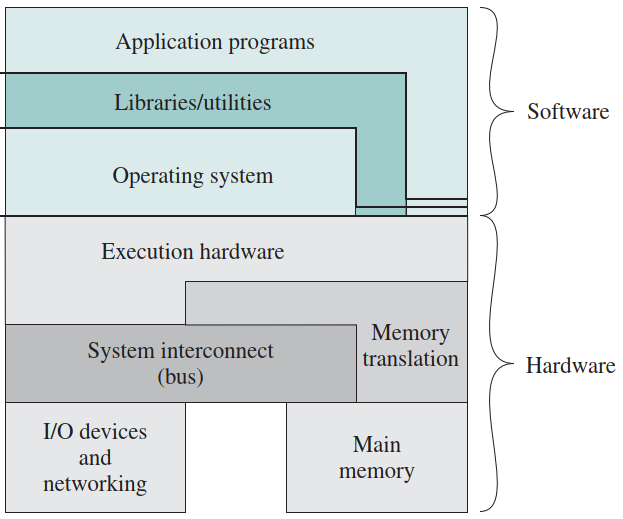 Application programs
Libraries/utilities
Software
Operating system
Execution hardware
System interconnect
(bus)
Memory
translation
Hardware
I/O devices
and
networking
Main
memory